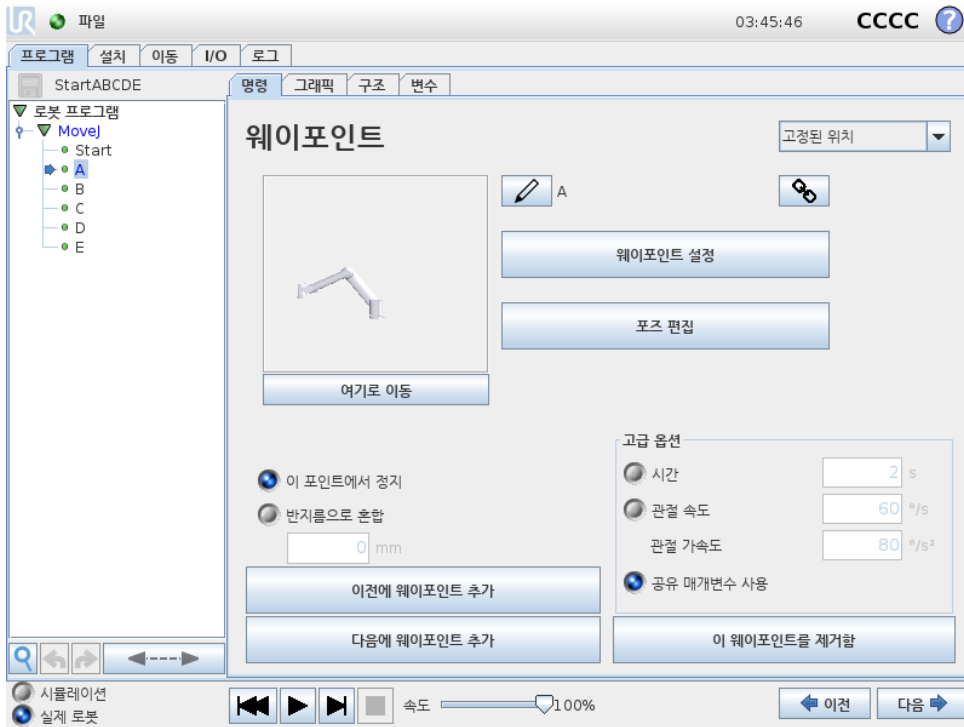 UR 파일 03:45:46 CCCC ?
프로그램 설치 이동 I/O 로그
StartABCDE
명령 그래픽 구조 변수
로봇 프로그램
MoveJ
Start
A
B
C
D
E
웨이포인트
고정된 위치
A
웨이포인트 설정
포즈 편집
여기로 이동
이 포인트에서 정지
반지름으로 혼합
0 mm
고급 옵션
시간 2 s
관절 속도 60 °/s
관절 가속도 80 °/s²
공유 매개변수 사용
이전에 웨이포인트 추가
다음에 웨이포인트 추가
이 웨이포인트를 제거함
시뮬레이션
실제 로봇
속도 100%
이전
다음